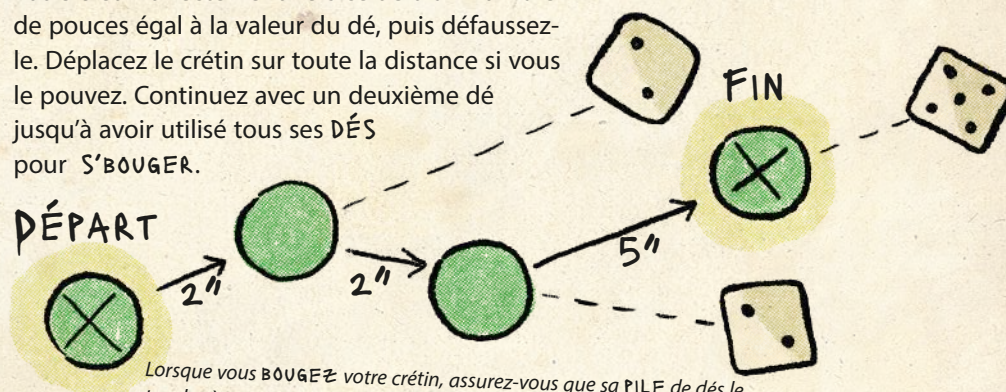 de pouces égal à la valeur du dé, puis défaussez-
le. Déplacez le crétin sur toute la distance si vous
le pouvez. Continuez avec un deuxième dé
jusqu'à avoir utilisé tous ses DÉS
pour S'BOUGER.
FIN
DÉPART
2"
2"
5"
Lorsque vous BOUGEZ votre crétin, assurez-vous que sa PILE de dés le